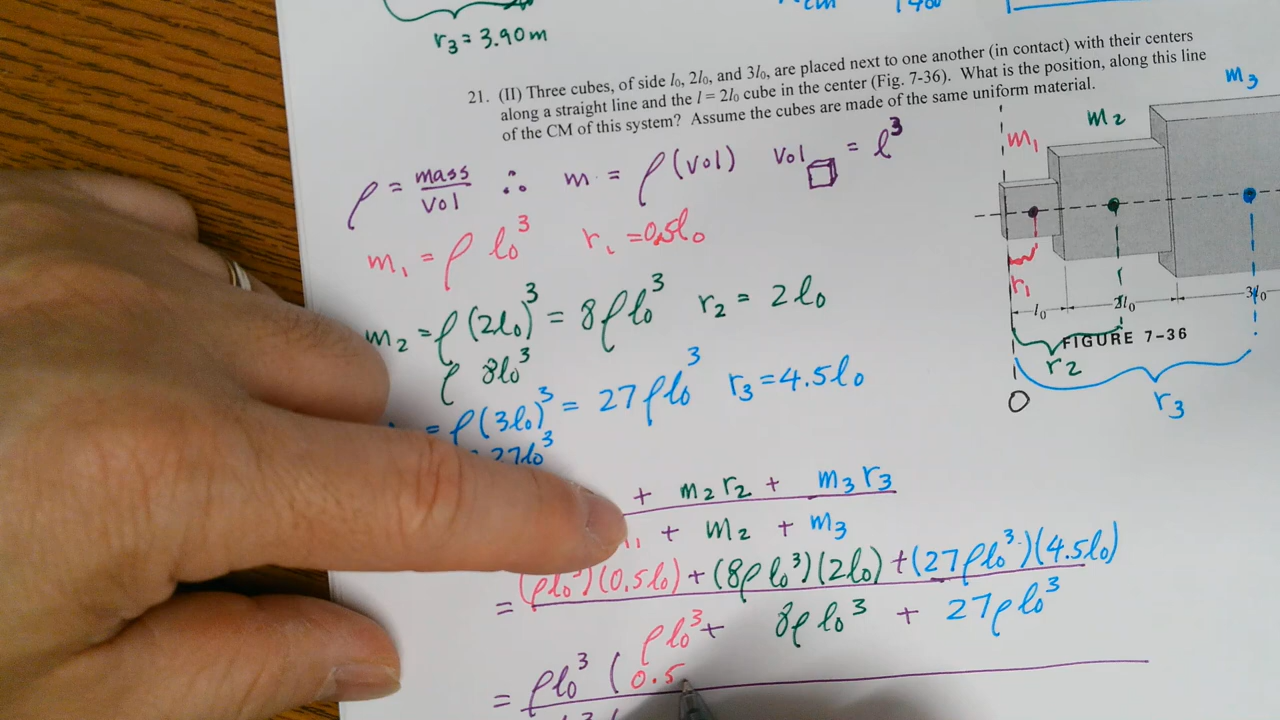 r₃ = 3.90 m
21. (II) Three cubes, of side l₀, 2l₀, and 3l₀, are placed next to one another (in contact) with their centers
along a straight line and the l = 2l₀ cube in the center (Fig. 7-36). What is the position, along this line
of the CM of this system? Assume the cubes are made of the same uniform material.
ρ = mass/vol ∴ m = ρ(vol) vol = l³
m₁ = ρ l₀³ r₁ = 0.5l₀
m₂ = ρ(2l₀)³ = 8ρl₀³ r₂ = 2l₀
ρ 8l₀³
= ρ(3l₀)³ = 27ρl₀³ r₃ = 4.5l₀
27l₀³
+ m₂r₂ + m₃r₃
+ m₂ + m₃
= (ρl₀³)(0.5l₀) + (8ρl₀³)(2l₀) + (27ρl₀³)(4.5l₀)
ρl₀³ + 8ρl₀³ + 27ρl₀³
= ρl₀³ (0.5
m₁ m₂ m₃
r₁
l₀ 2l₀ 3l₀
FIGURE 7-36
r₂
O r₃